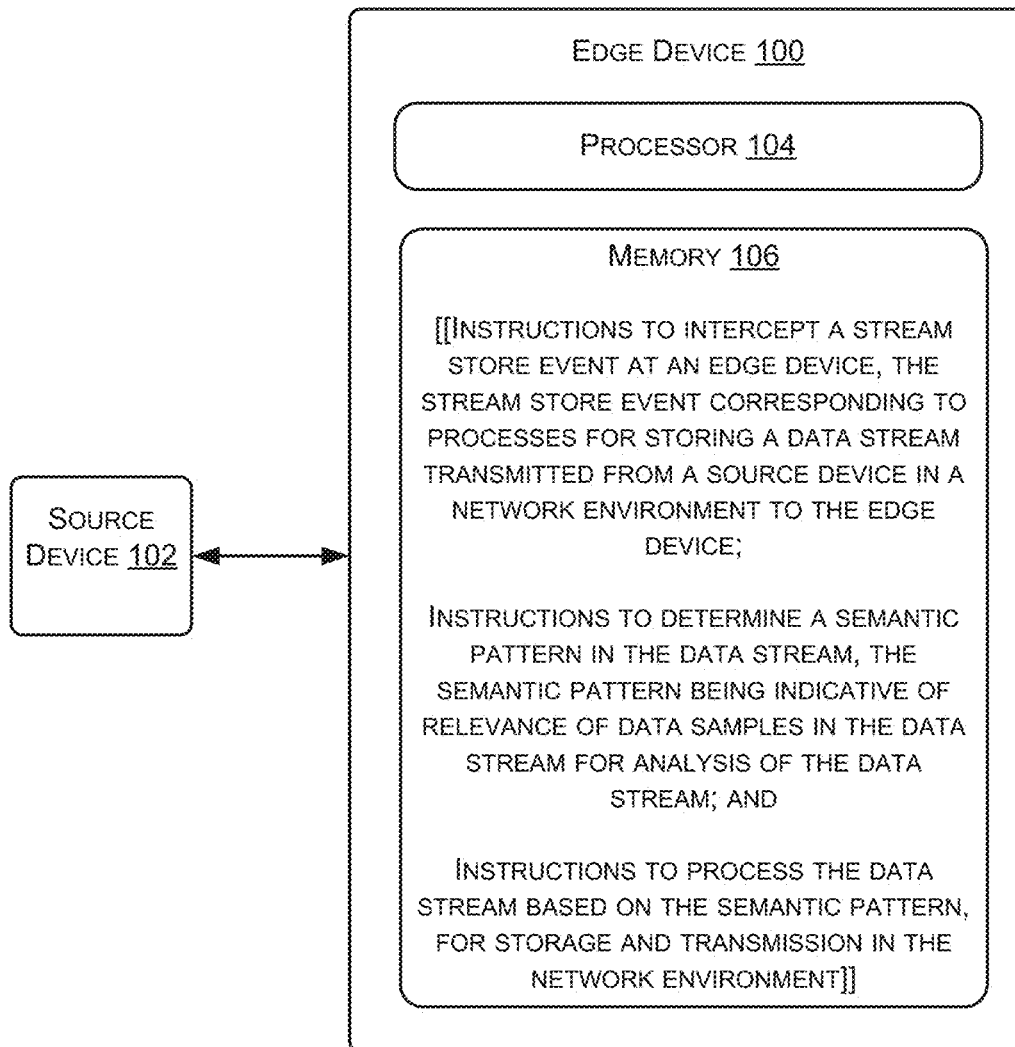 EDGE DEVICE 100
PROCESSOR 104
MEMORY 106
[[INSTRUCTIONS TO INTERCEPT A STREAM
STORE EVENT AT AN EDGE DEVICE, THE
STREAM STORE EVENT CORRESPONDING TO
PROCESSES FOR STORING A DATA STREAM
TRANSMITTED FROM A SOURCE DEVICE IN A
NETWORK ENVIRONMENT TO THE EDGE
DEVICE;
INSTRUCTIONS TO DETERMINE A SEMANTIC
PATTERN IN THE DATA STREAM, THE
SEMANTIC PATTERN BEING INDICATIVE OF
RELEVANCE OF DATA SAMPLES IN THE DATA
STREAM FOR ANALYSIS OF THE DATA
STREAM; AND
INSTRUCTIONS TO PROCESS THE DATA
STREAM BASED ON THE SEMANTIC PATTERN,
FOR STORAGE AND TRANSMISSION IN THE
NETWORK ENVIRONMENT]]
SOURCE
DEVICE 102